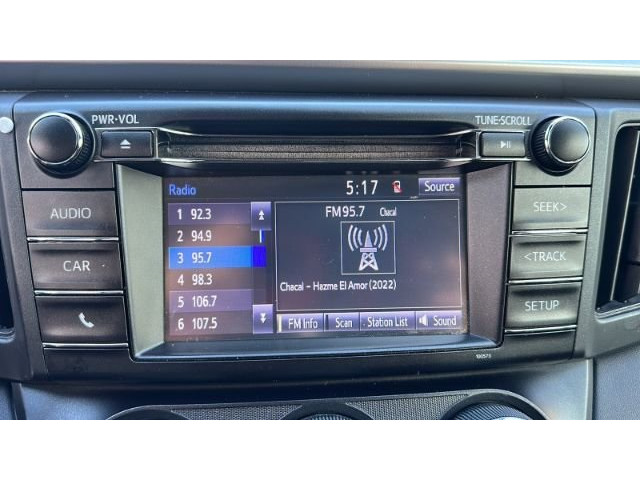 PWR•VOL
TUNE•SCROLL
AUDIO
CAR
SEEK>
<TRACK
SETUP
Radio
5:17
Source
1 92.3
2 94.9
3 95.7
4 98.3
5 106.7
6 107.5
FM 95.7 Chacal
Chacal - Hazme El Amor (2022)
FM Info
Scan
Station List
Sound